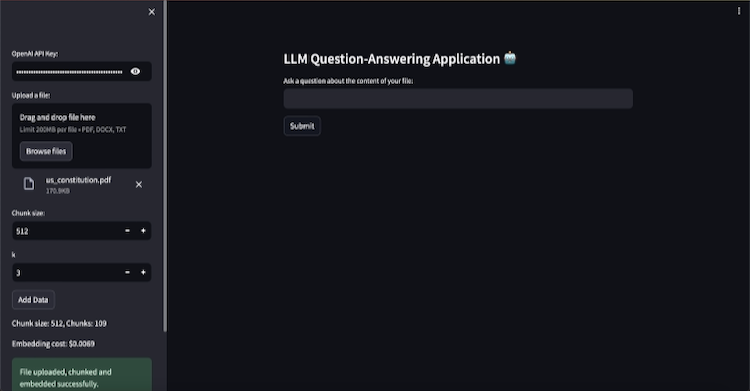 OpenAI API Key:
Upload a file:
Drag and drop file here
Limit 200MB per file • PDF, DOCX, TXT
Browse files
us_constitution.pdf
170.9KB
Chunk size:
512
k
3
Add Data
Chunk size: 512, Chunks: 109
Embedding cost: $0.0069
File uploaded, chunked and
embedded successfully.
LLM Question-Answering Application 🤖
Ask a question about the content of your file:
Submit